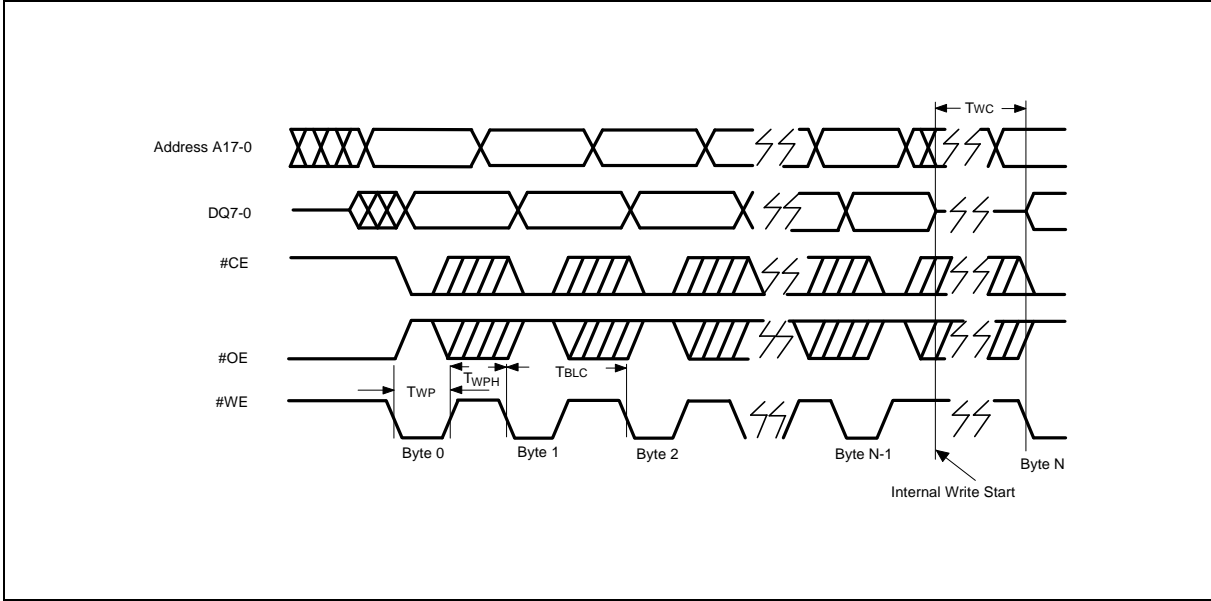 TWC
Address A17-0
DQ7-0
#CE
#OE
TWP
TWPH
TBLC
#WE
Byte 0
Byte 1
Byte 2
Byte N-1
Byte N
Internal Write Start